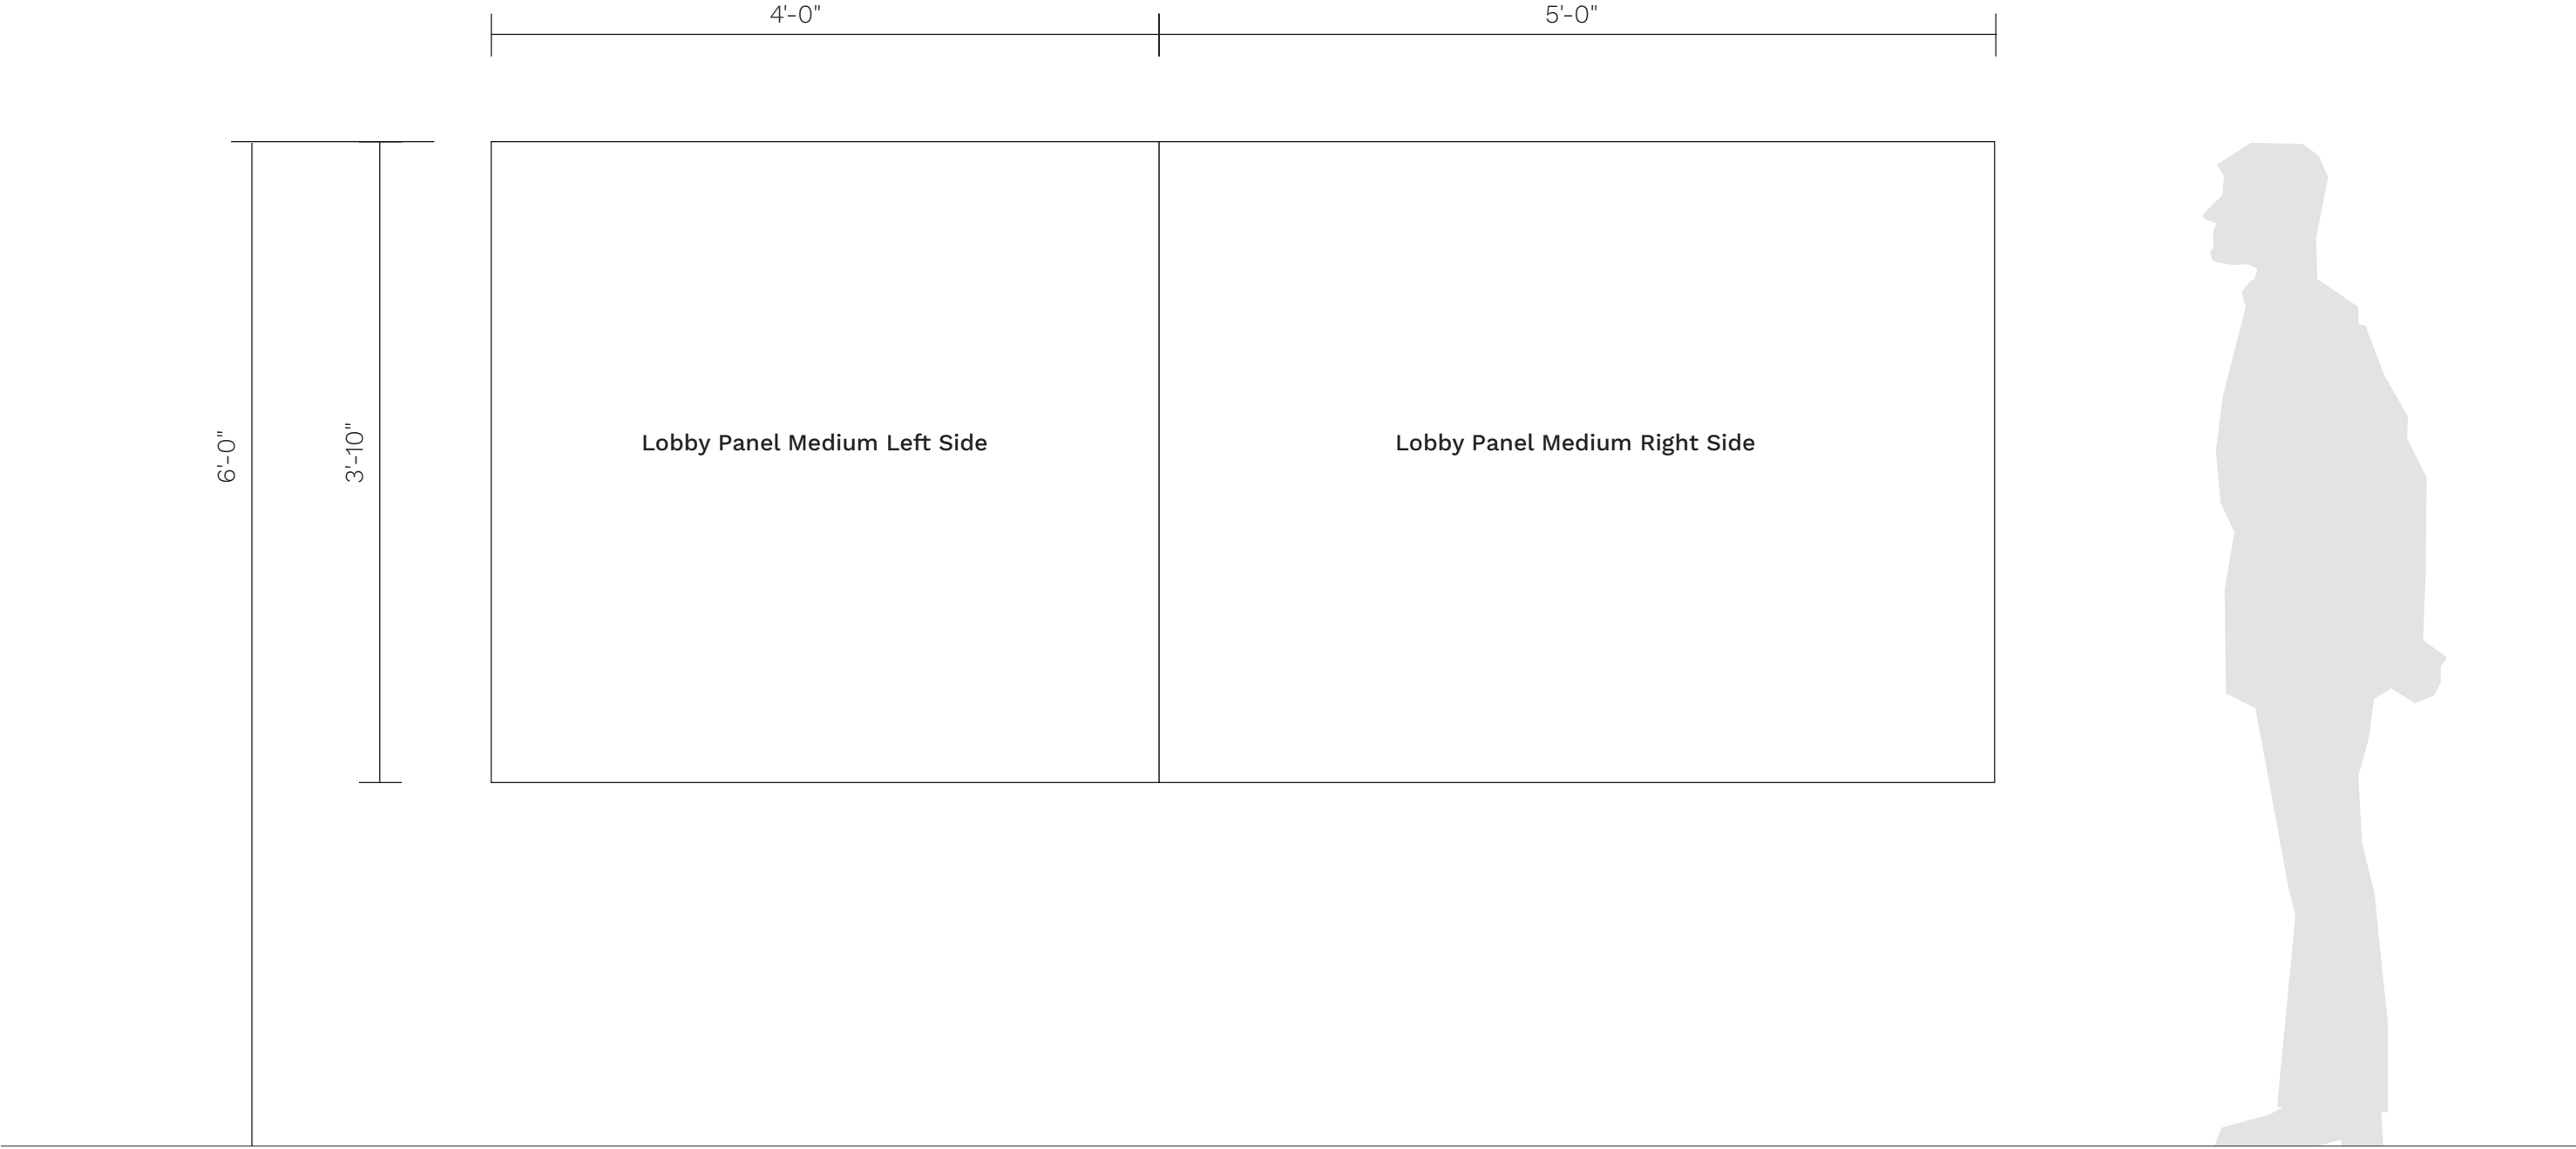 4'-0"
5'-0"
6'-0"
3'-10"
Lobby Panel Medium Left Side
Lobby Panel Medium Right Side